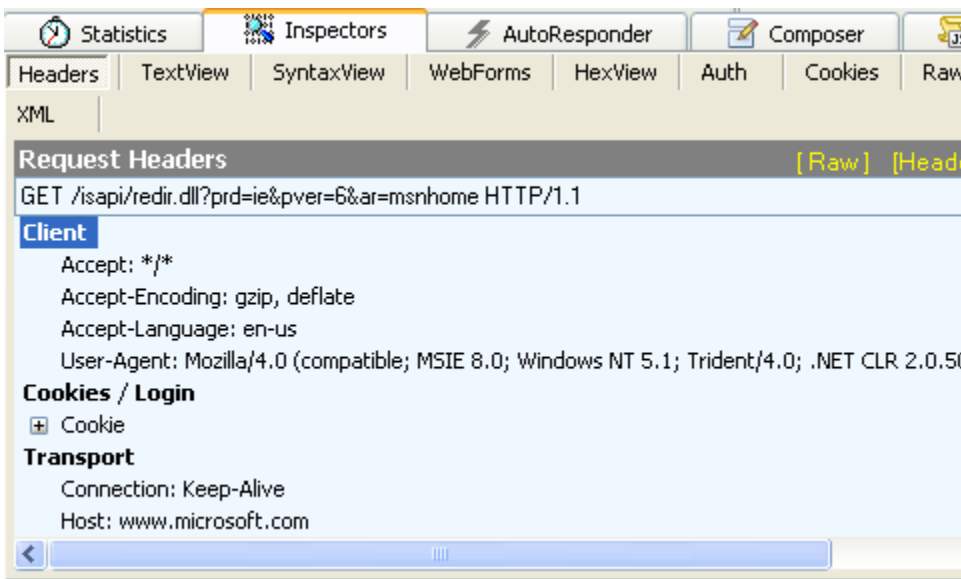 Statistics Inspectors AutoResponder Composer
Headers TextView SyntaxView WebForms HexView Auth Cookies Raw
XML
Request Headers [Raw] [Heade
GET /isapi/redir.dll?prd=ie&pver=6&ar=msnhome HTTP/1.1
Client
Accept: */*
Accept-Encoding: gzip, deflate
Accept-Language: en-us
User-Agent: Mozilla/4.0 (compatible; MSIE 8.0; Windows NT 5.1; Trident/4.0; .NET CLR 2.0.50
Cookies / Login
Cookie
Transport
Connection: Keep-Alive
Host: www.microsoft.com